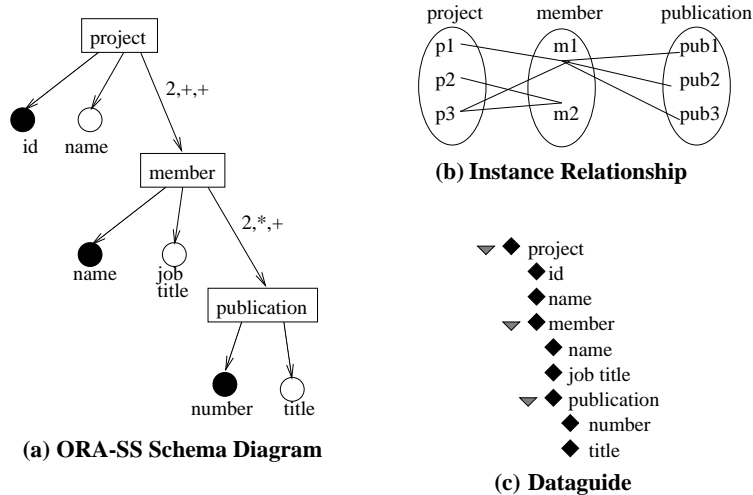 project
2,+,+
id
name
member
2,*,+
name
job
title
publication
number
title
(a) ORA-SS Schema Diagram
project
member
publication
p1
m1
pub1
p2
pub2
p3
m2
pub3
(b) Instance Relationship
project
id
name
member
name
job title
publication
number
title
(c) Dataguide